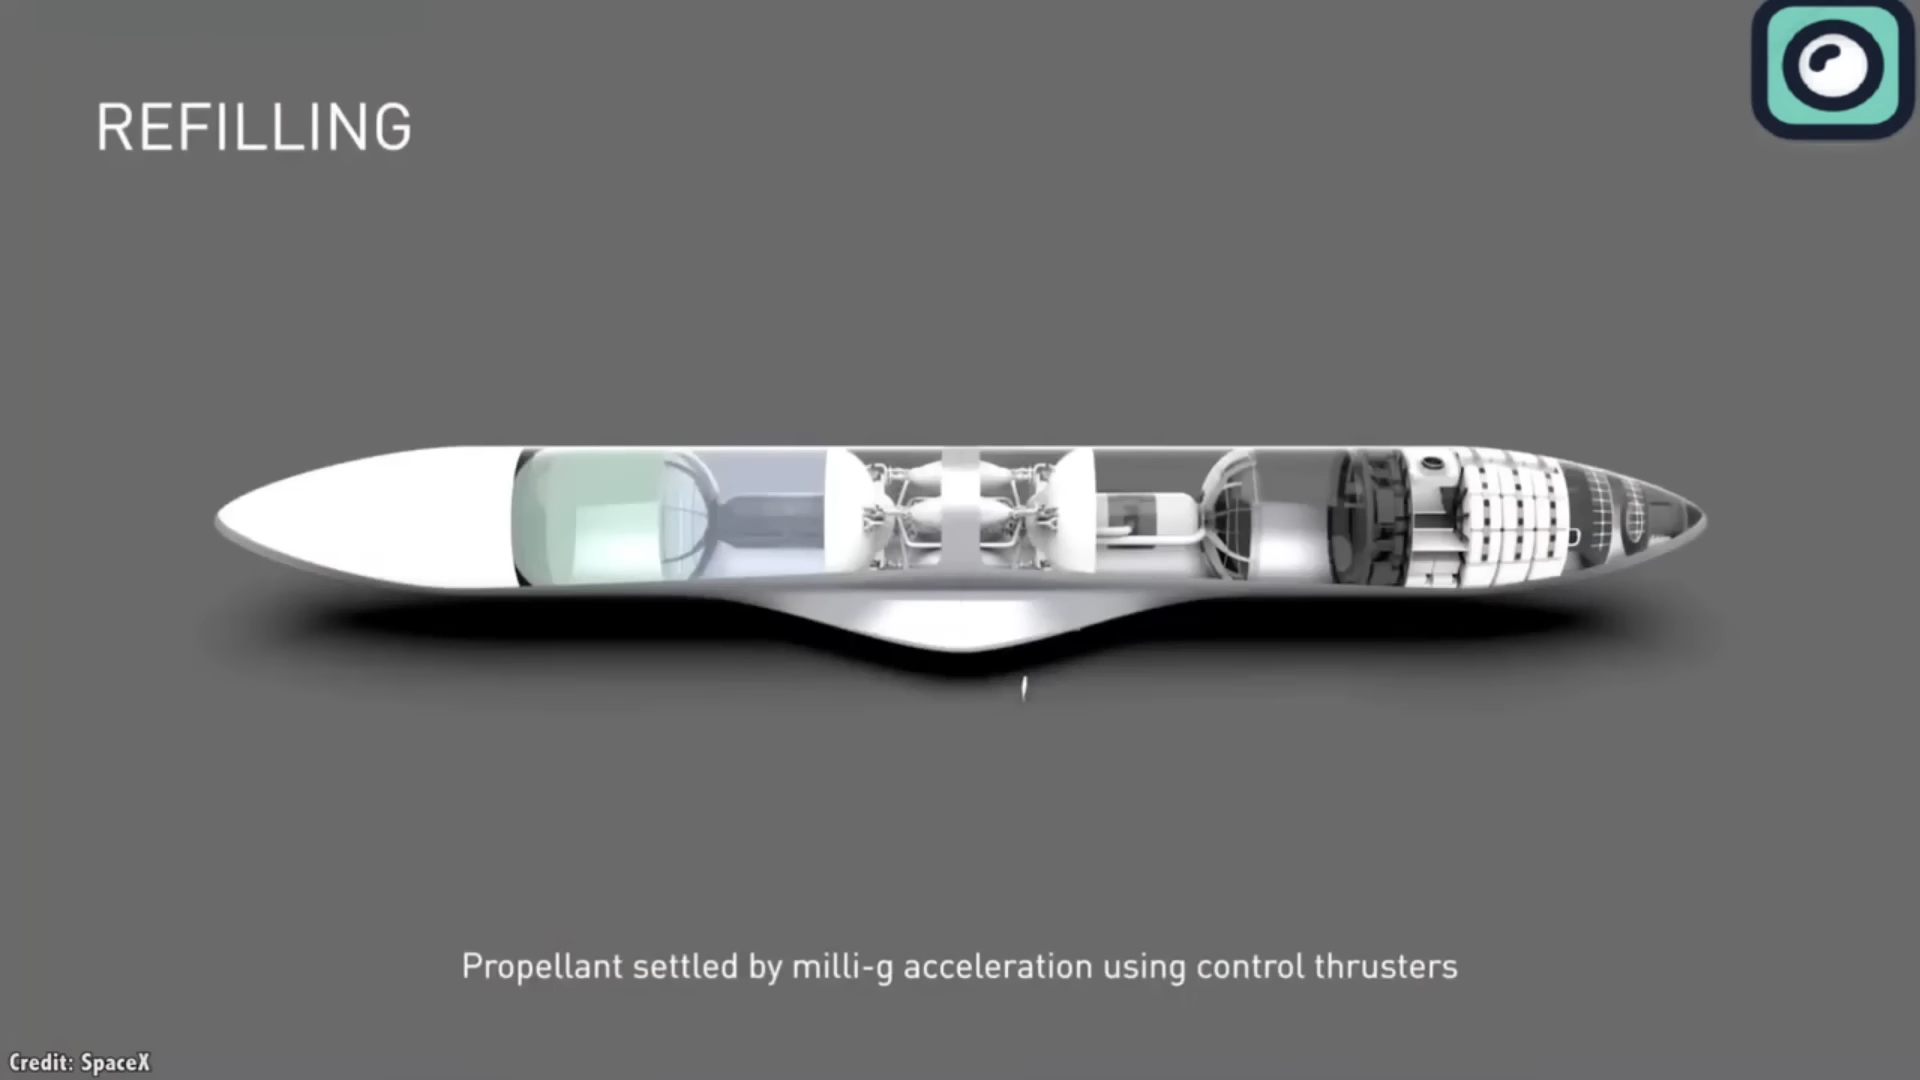 REFILLING
Propellant settled by milli-g acceleration using control thrusters
Credit: SpaceX